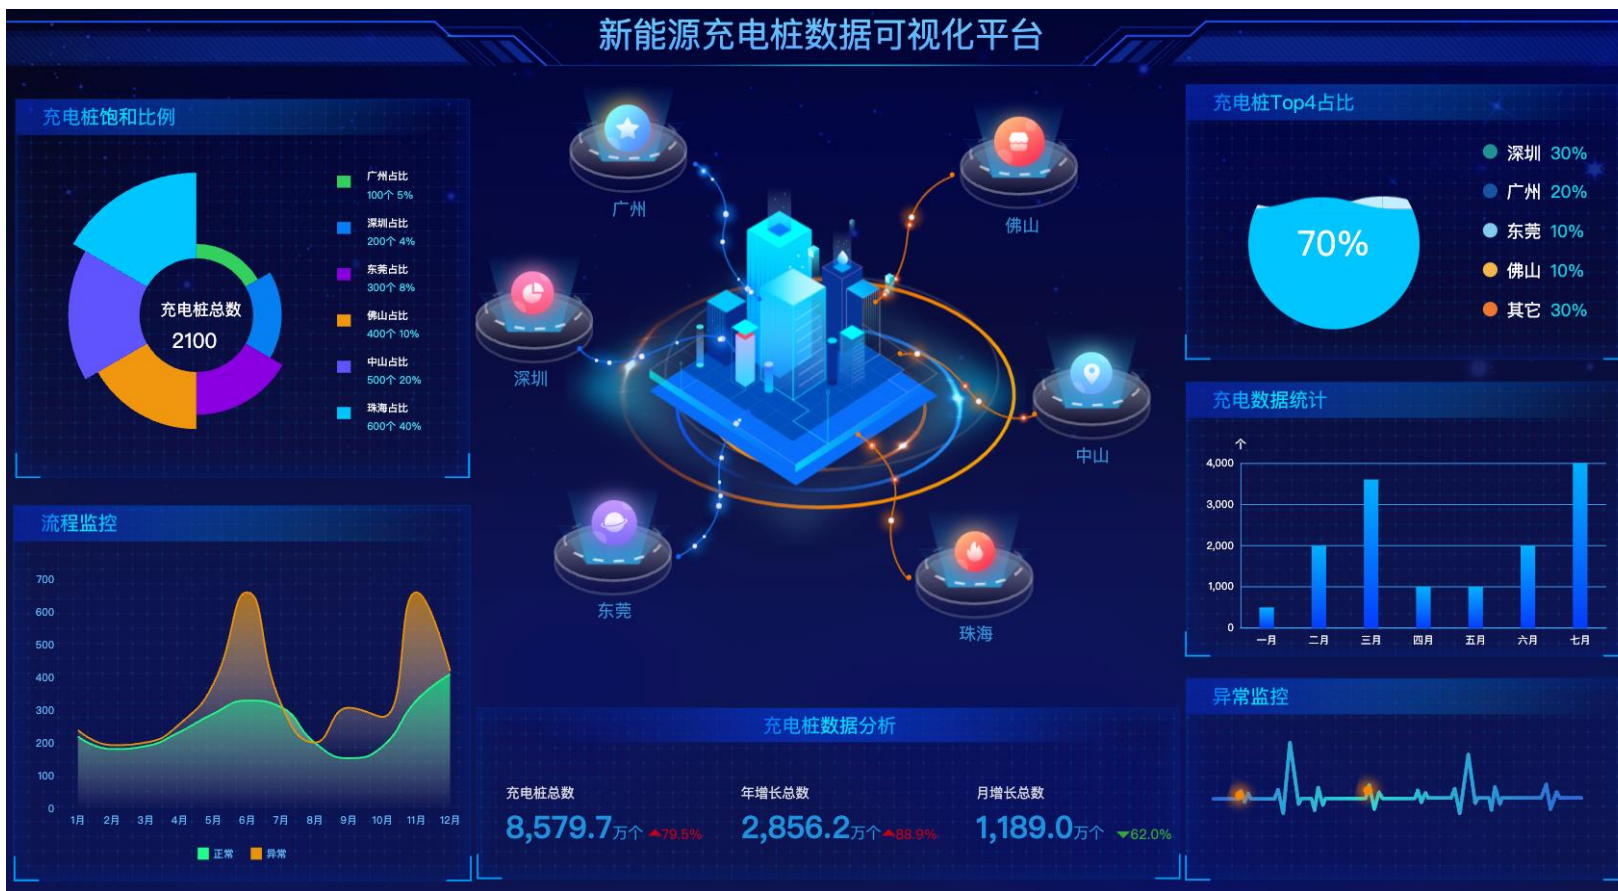 新能源充电桩数据可视化平台
充电桩饱和比例
广州占比
100个 5%
深圳占比
200个 4%
东莞占比
300个 8%
佛山占比
400个 10%
中山占比
500个 20%
珠海占比
600个 40%
充电桩总数
2100
流程监控
700
600
500
400
300
200
100
0
1月 2月 3月 4月 5月 6月 7月 8月 9月 10月 11月 12月
正常 异常
广州
佛山
深圳
中山
东莞
珠海
充电桩数据分析
充电桩总数 年增长总数 月增长总数
8,579.7万个 79.5% 2,856.2万个 88.9% 1,189.0万个 62.0%
充电桩Top4占比
70%
深圳 30%
广州 20%
东莞 10%
佛山 10%
其它 30%
充电数据统计
个
4,000
3,000
2,000
1,000
0
一月 二月 三月 四月 五月 六月 七月
异常监控